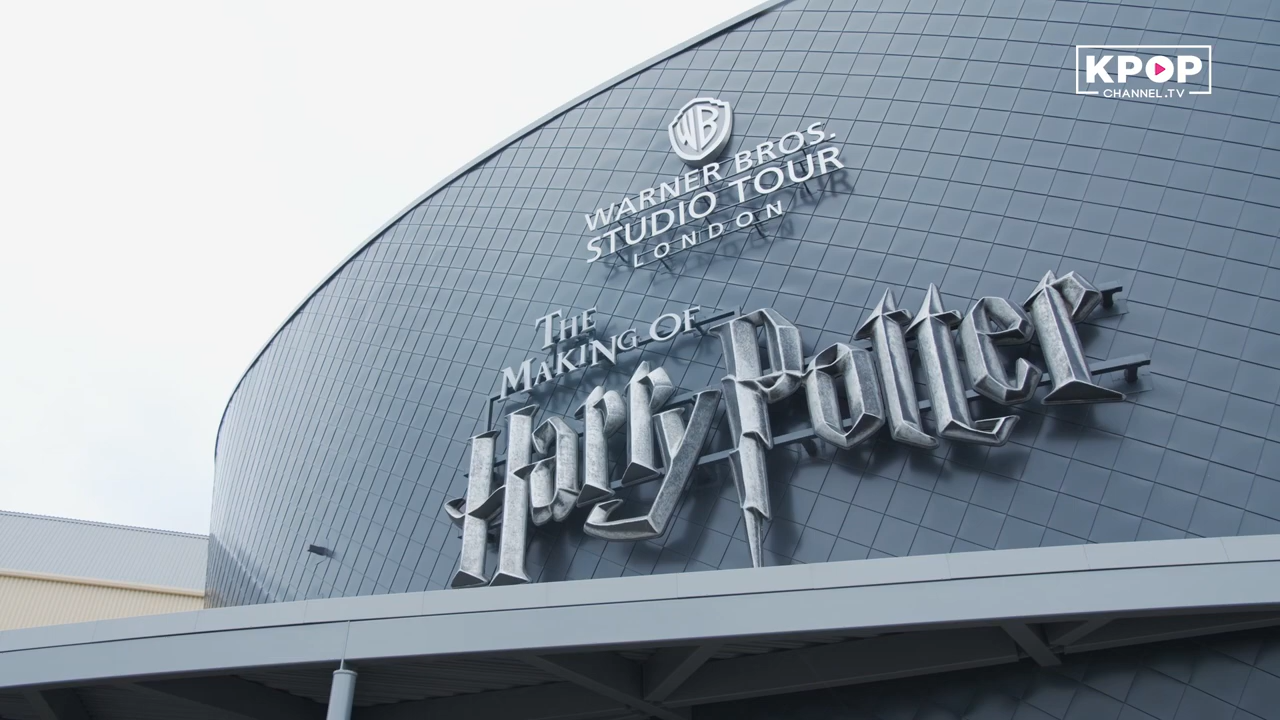 KPOP
CHANNEL.TV
WB
WARNER BROS.
STUDIO TOUR
LONDON
THE
MAKING OF
Harry Potter